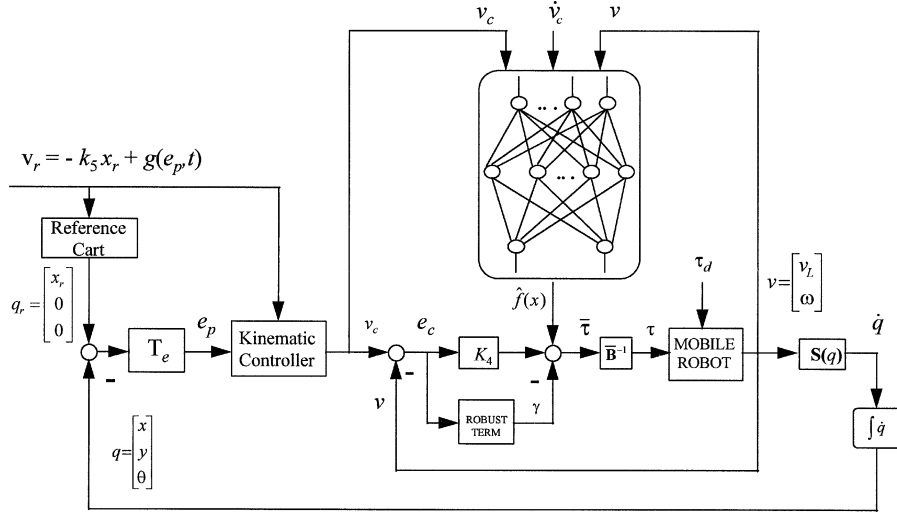 v_c
v̇_c
v
v_r = - k_5 x_r + g(e_p,t)
Reference
Cart
q_r = [x_r 0 0]
T_e
e_p
Kinematic
Controller
v_c
e_c
-
v
K_4
ROBUST
TERM
γ
-
f̂(x)
τ̄
B̄⁻¹
τ
τ_d
MOBILE
ROBOT
v = [v_L ω]
S(q)
q̇
∫ q̇
-
q = [x y θ]